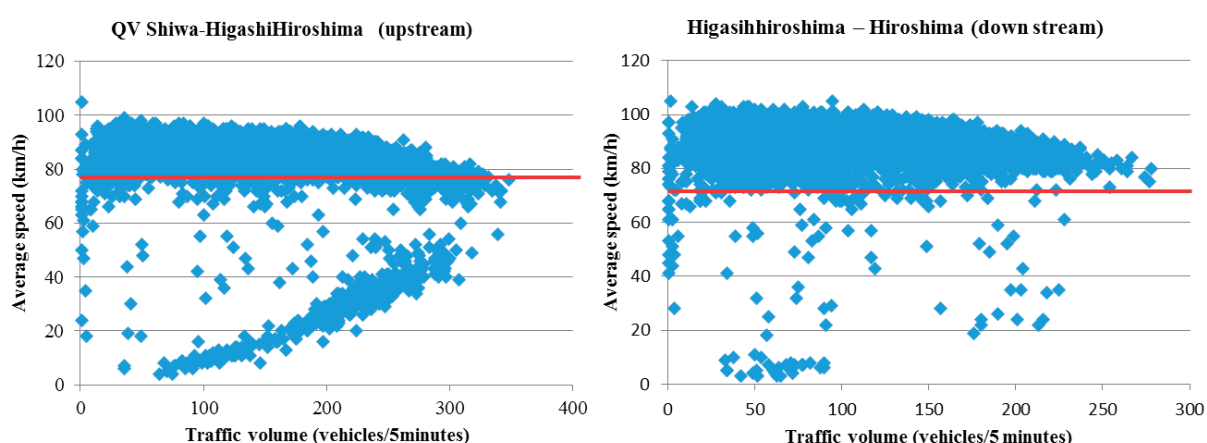 QV Shiwa-HigashiHiroshima (upstream)
120
100
80
60
40
20
0
0 100 200 300 400
Average speed (km/h)
Traffic volume (vehicles/5minutes)
Higasihhiroshima – Hiroshima (down stream)
120
100
80
60
40
20
0
0 50 100 150 200 250 300
Average speed (km/h)
Traffic volume (vehicles/5 minutes)